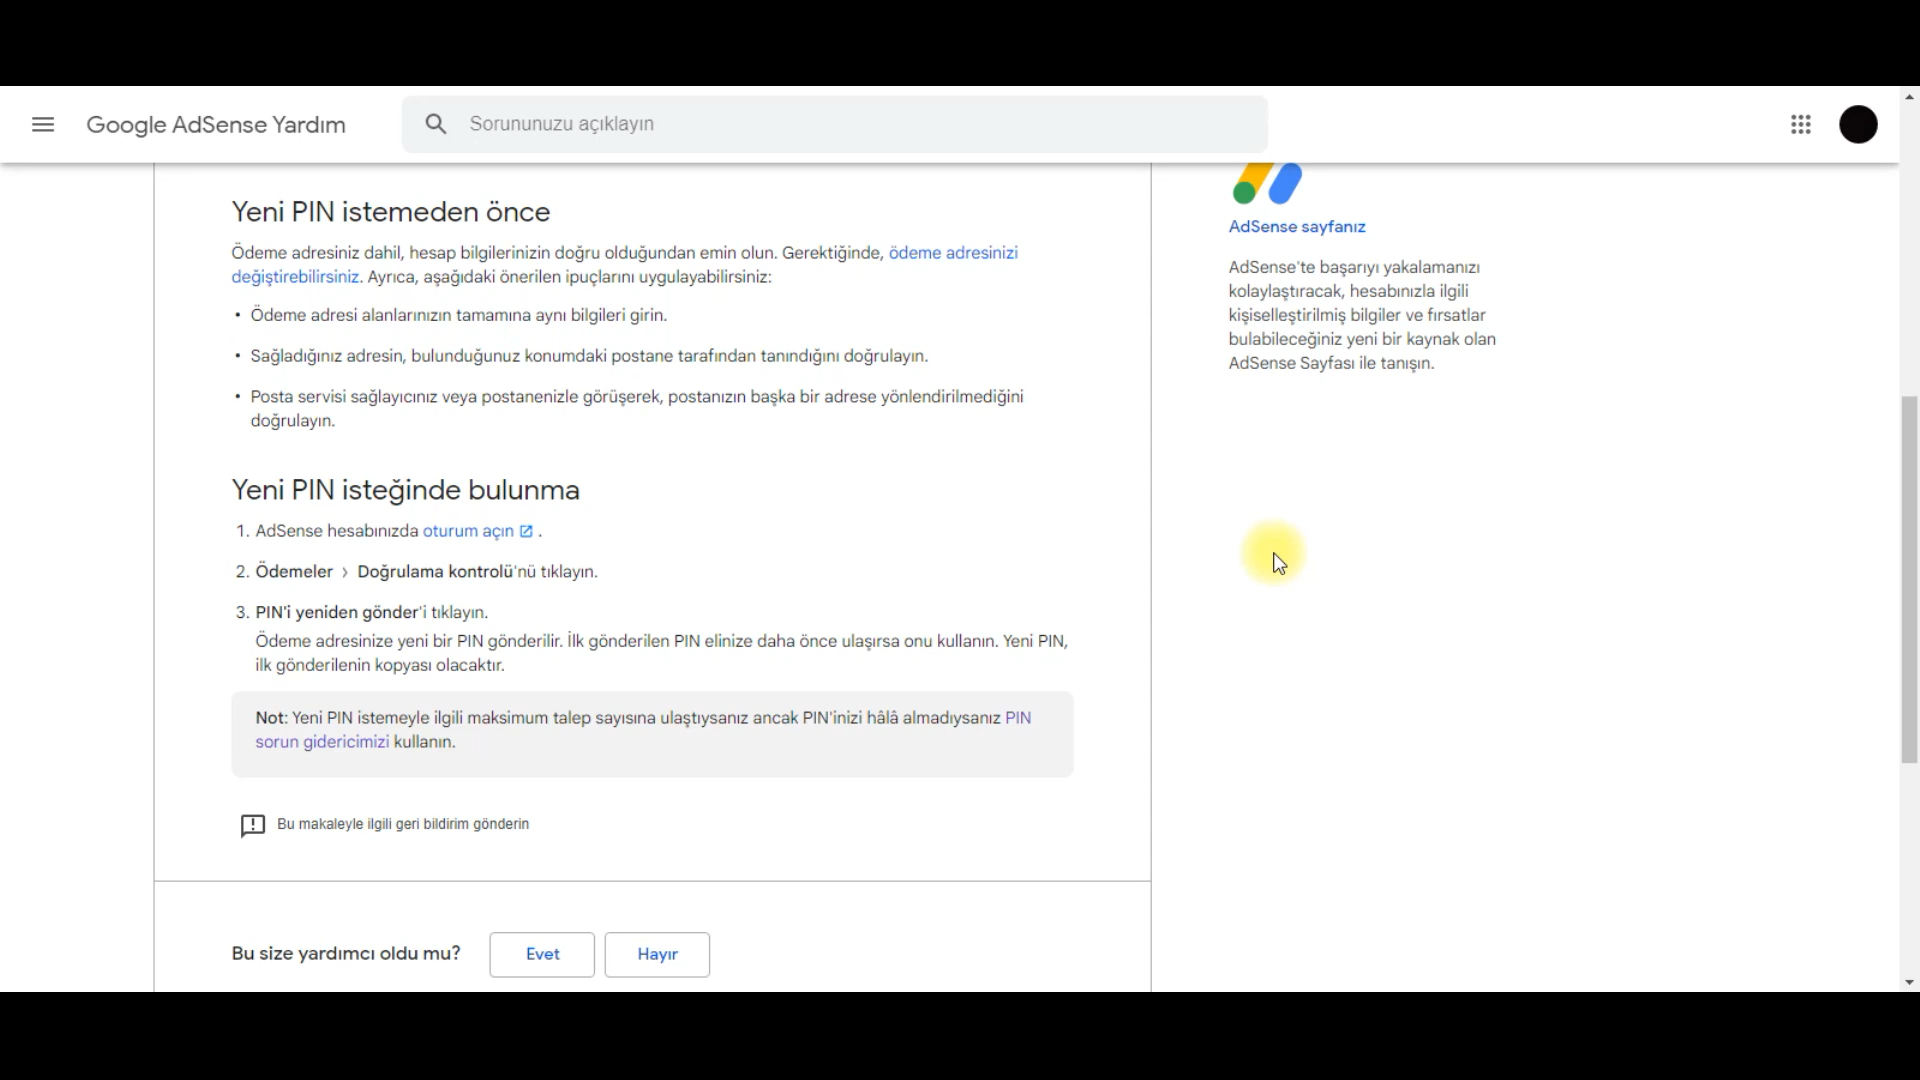 Google AdSense Yardım
Sorununuzu açıklayın
Yeni PIN istemeden önce
Ödeme adresiniz dahil, hesap bilgilerinizin doğru olduğundan emin olun. Gerektiğinde, ödeme adresinizi
değiştirebilirsiniz. Ayrıca, aşağıdaki önerilen ipuçlarını uygulayabilirsiniz:
• Ödeme adresi alanlarınızın tamamına aynı bilgileri girin.
• Sağladığınız adresin, bulunduğunuz konumdaki postane tarafından tanındığını doğrulayın.
• Posta servisi sağlayıcınız veya postanenizle görüşerek, postanızın başka bir adrese yönlendirilmediğini
doğrulayın.
Yeni PIN isteğinde bulunma
1. AdSense hesabınızda oturum açın .
2. Ödemeler › Doğrulama kontrolü'nü tıklayın.
3. PIN'i yeniden gönder'i tıklayın.
Ödeme adresinize yeni bir PIN gönderilir. İlk gönderilen PIN elinize daha önce ulaşırsa onu kullanın. Yeni PIN,
ilk gönderilenin kopyası olacaktır.
Not: Yeni PIN istemeyle ilgili maksimum talep sayısına ulaştıysanız ancak PIN'inizi hâlâ almadıysanız PIN
sorun gidericimizi kullanın.
Bu makaleyle ilgili geri bildirim gönderin
Bu size yardımcı oldu mu?
Evet
Hayır
AdSense sayfanız
AdSense'te başarıyı yakalamanızı
kolaylaştıracak, hesabınızla ilgili
kişiselleştirilmiş bilgiler ve fırsatlar
bulabileceğiniz yeni bir kaynak olan
AdSense Sayfası ile tanışın.